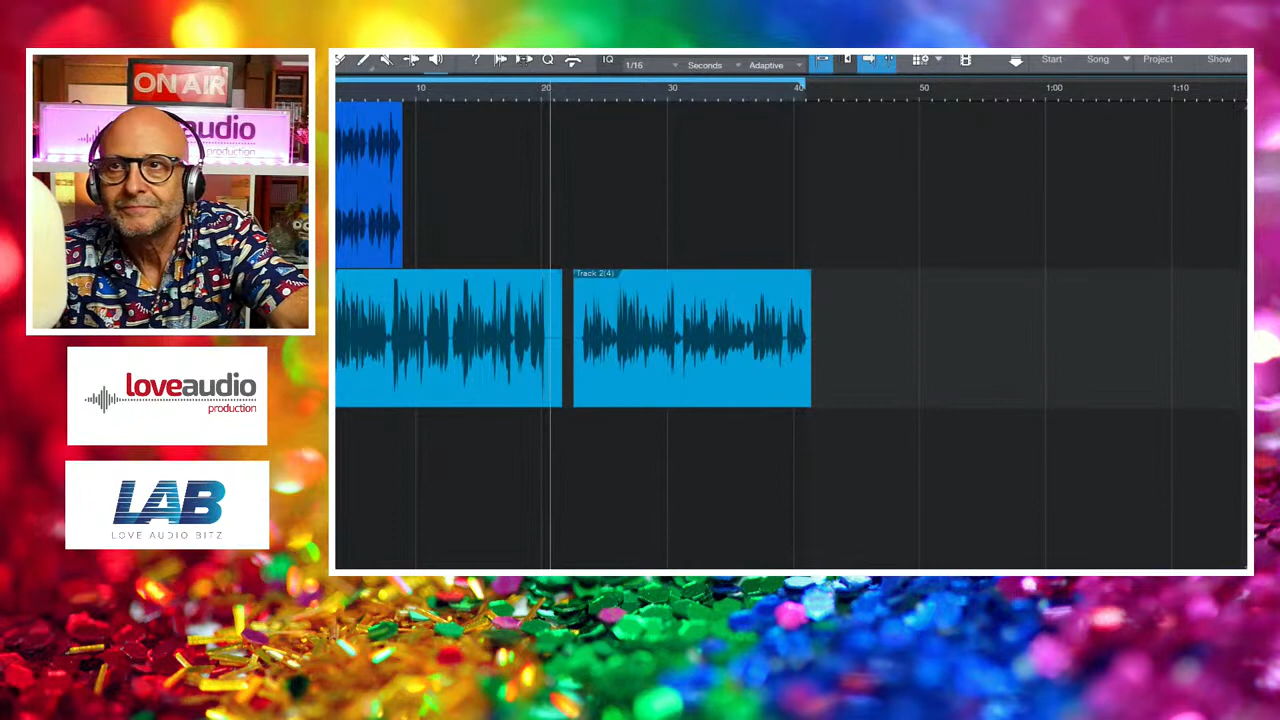 ON AIR
audio
production
loveaudio
production
LAB
LOVE AUDIO BITZ
IQ 1/16 Seconds Adaptive Start Song Project Show
10 20 30 40 50 1:00 1:10
Track 2(4)